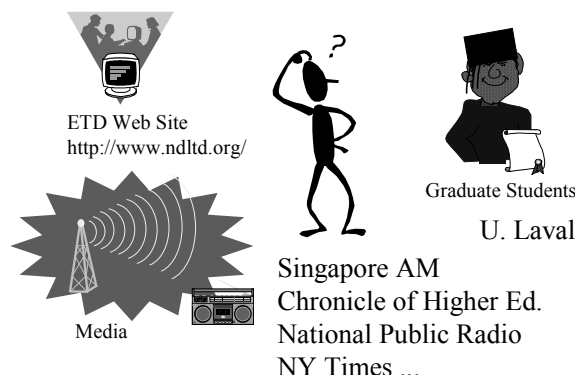 ?
ETD Web Site
http://www.ndltd.org/
Graduate Students
U. Laval
Media
Singapore AM
Chronicle of Higher Ed.
National Public Radio
NY Times ...